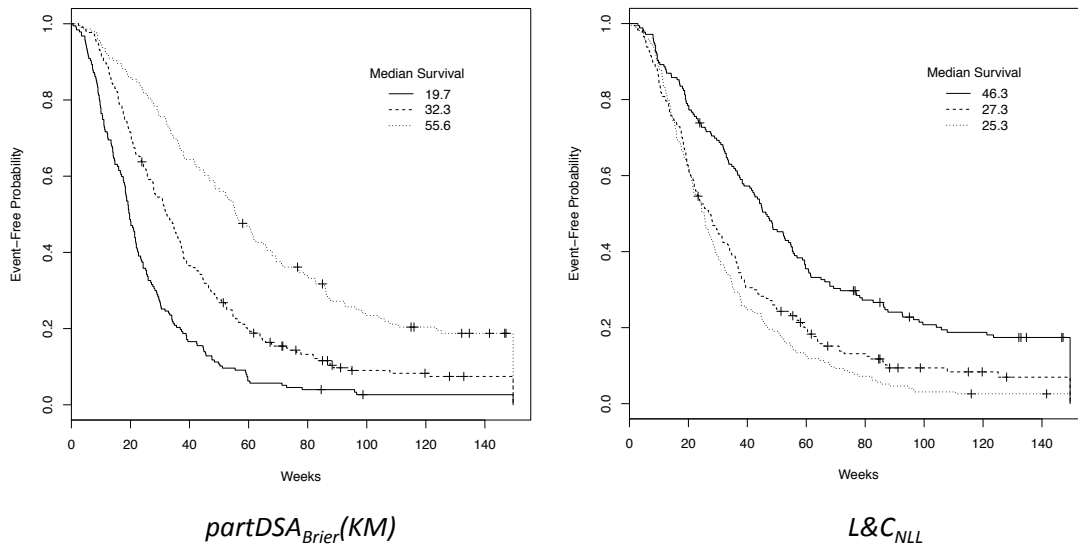 Median Survival
19.7
32.3
55.6
Event−Free Probability
1.0
0.8
0.6
0.4
0.2
0.0
0 20 40 60 80 100 120 140
Weeks
partDSA_Brier(KM)
Median Survival
46.3
27.3
25.3
Event−Free Probability
1.0
0.8
0.6
0.4
0.2
0.0
0 20 40 60 80 100 120 140
Weeks
L&C_NLL